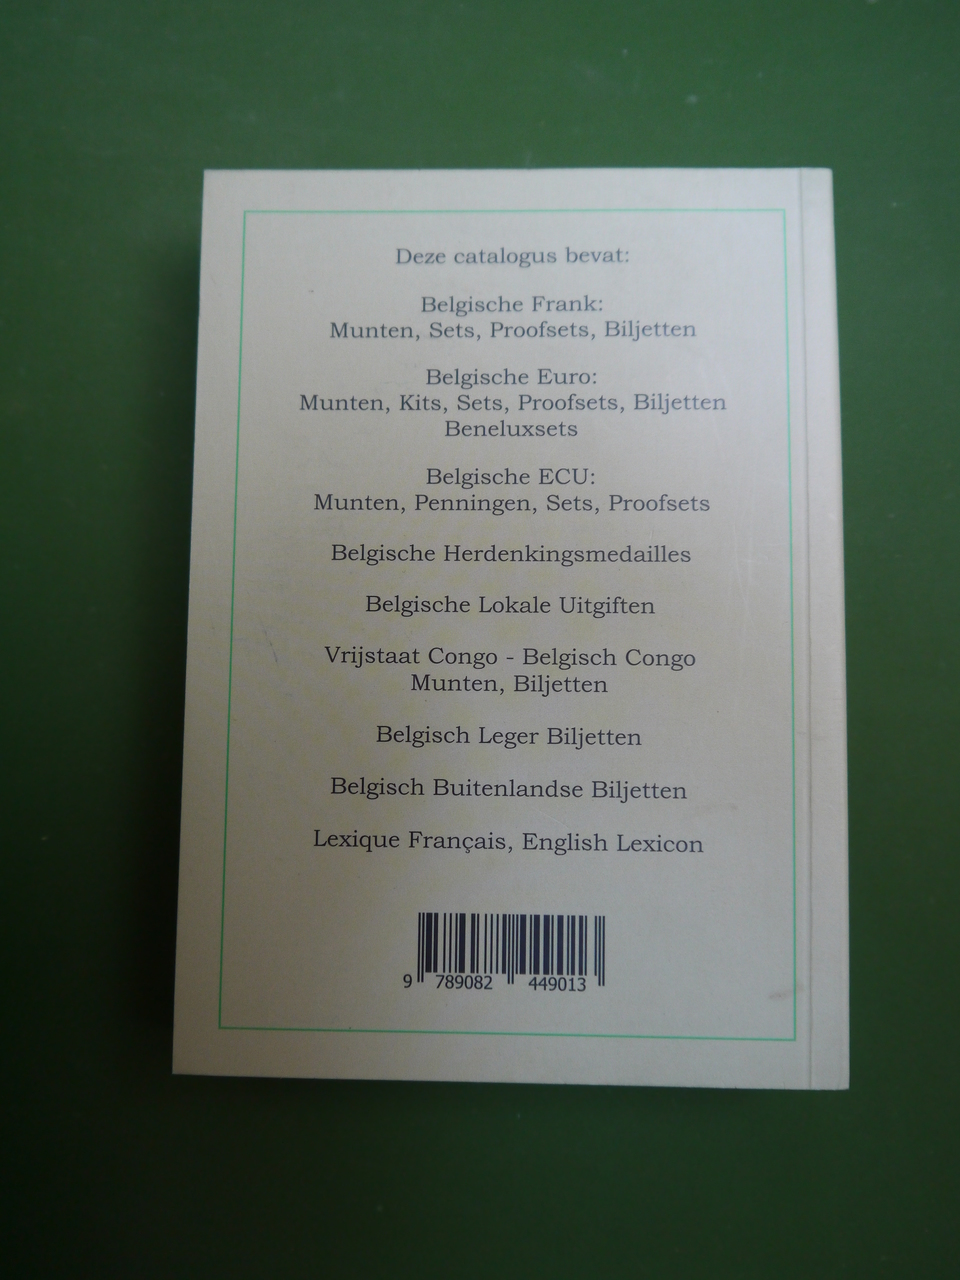 Deze catalogus bevat:
Belgische Frank:
Munten, Sets, Proofsets, Biljetten
Belgische Euro:
Munten, Kits, Sets, Proofsets, Biljetten
Beneluxsets
Belgische ECU:
Munten, Penningen, Sets, Proofsets
Belgische Herdenkingsmedailles
Belgische Lokale Uitgiften
Vrijstaat Congo - Belgisch Congo
Munten, Biljetten
Belgisch Leger Biljetten
Belgisch Buitenlandse Biljetten
Lexique Français, English Lexicon
9 789082 449013